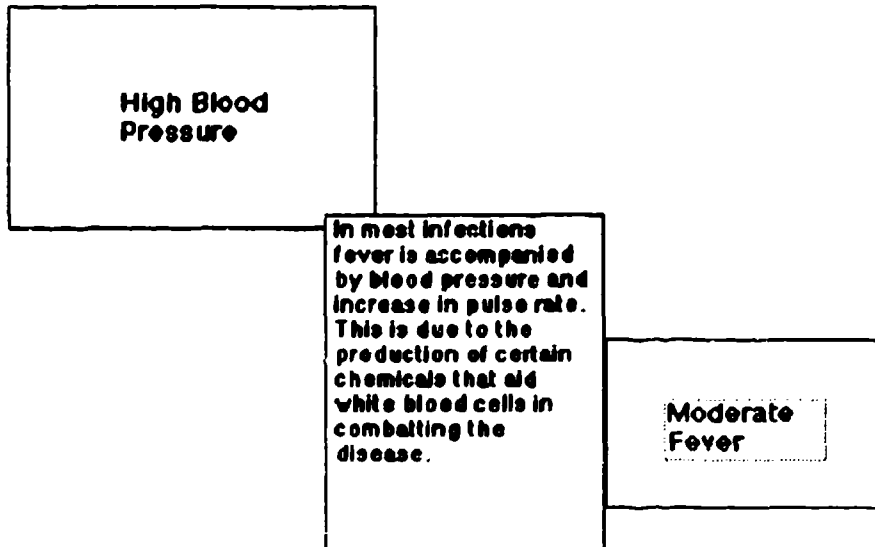 High Blood
Pressure
In most infections
fever is accompanied
by blood pressure and
increase in pulse rate.
This is due to the
production of certain
chemicals that aid
white blood cells in
combatting the
disease.
Moderate
Fever